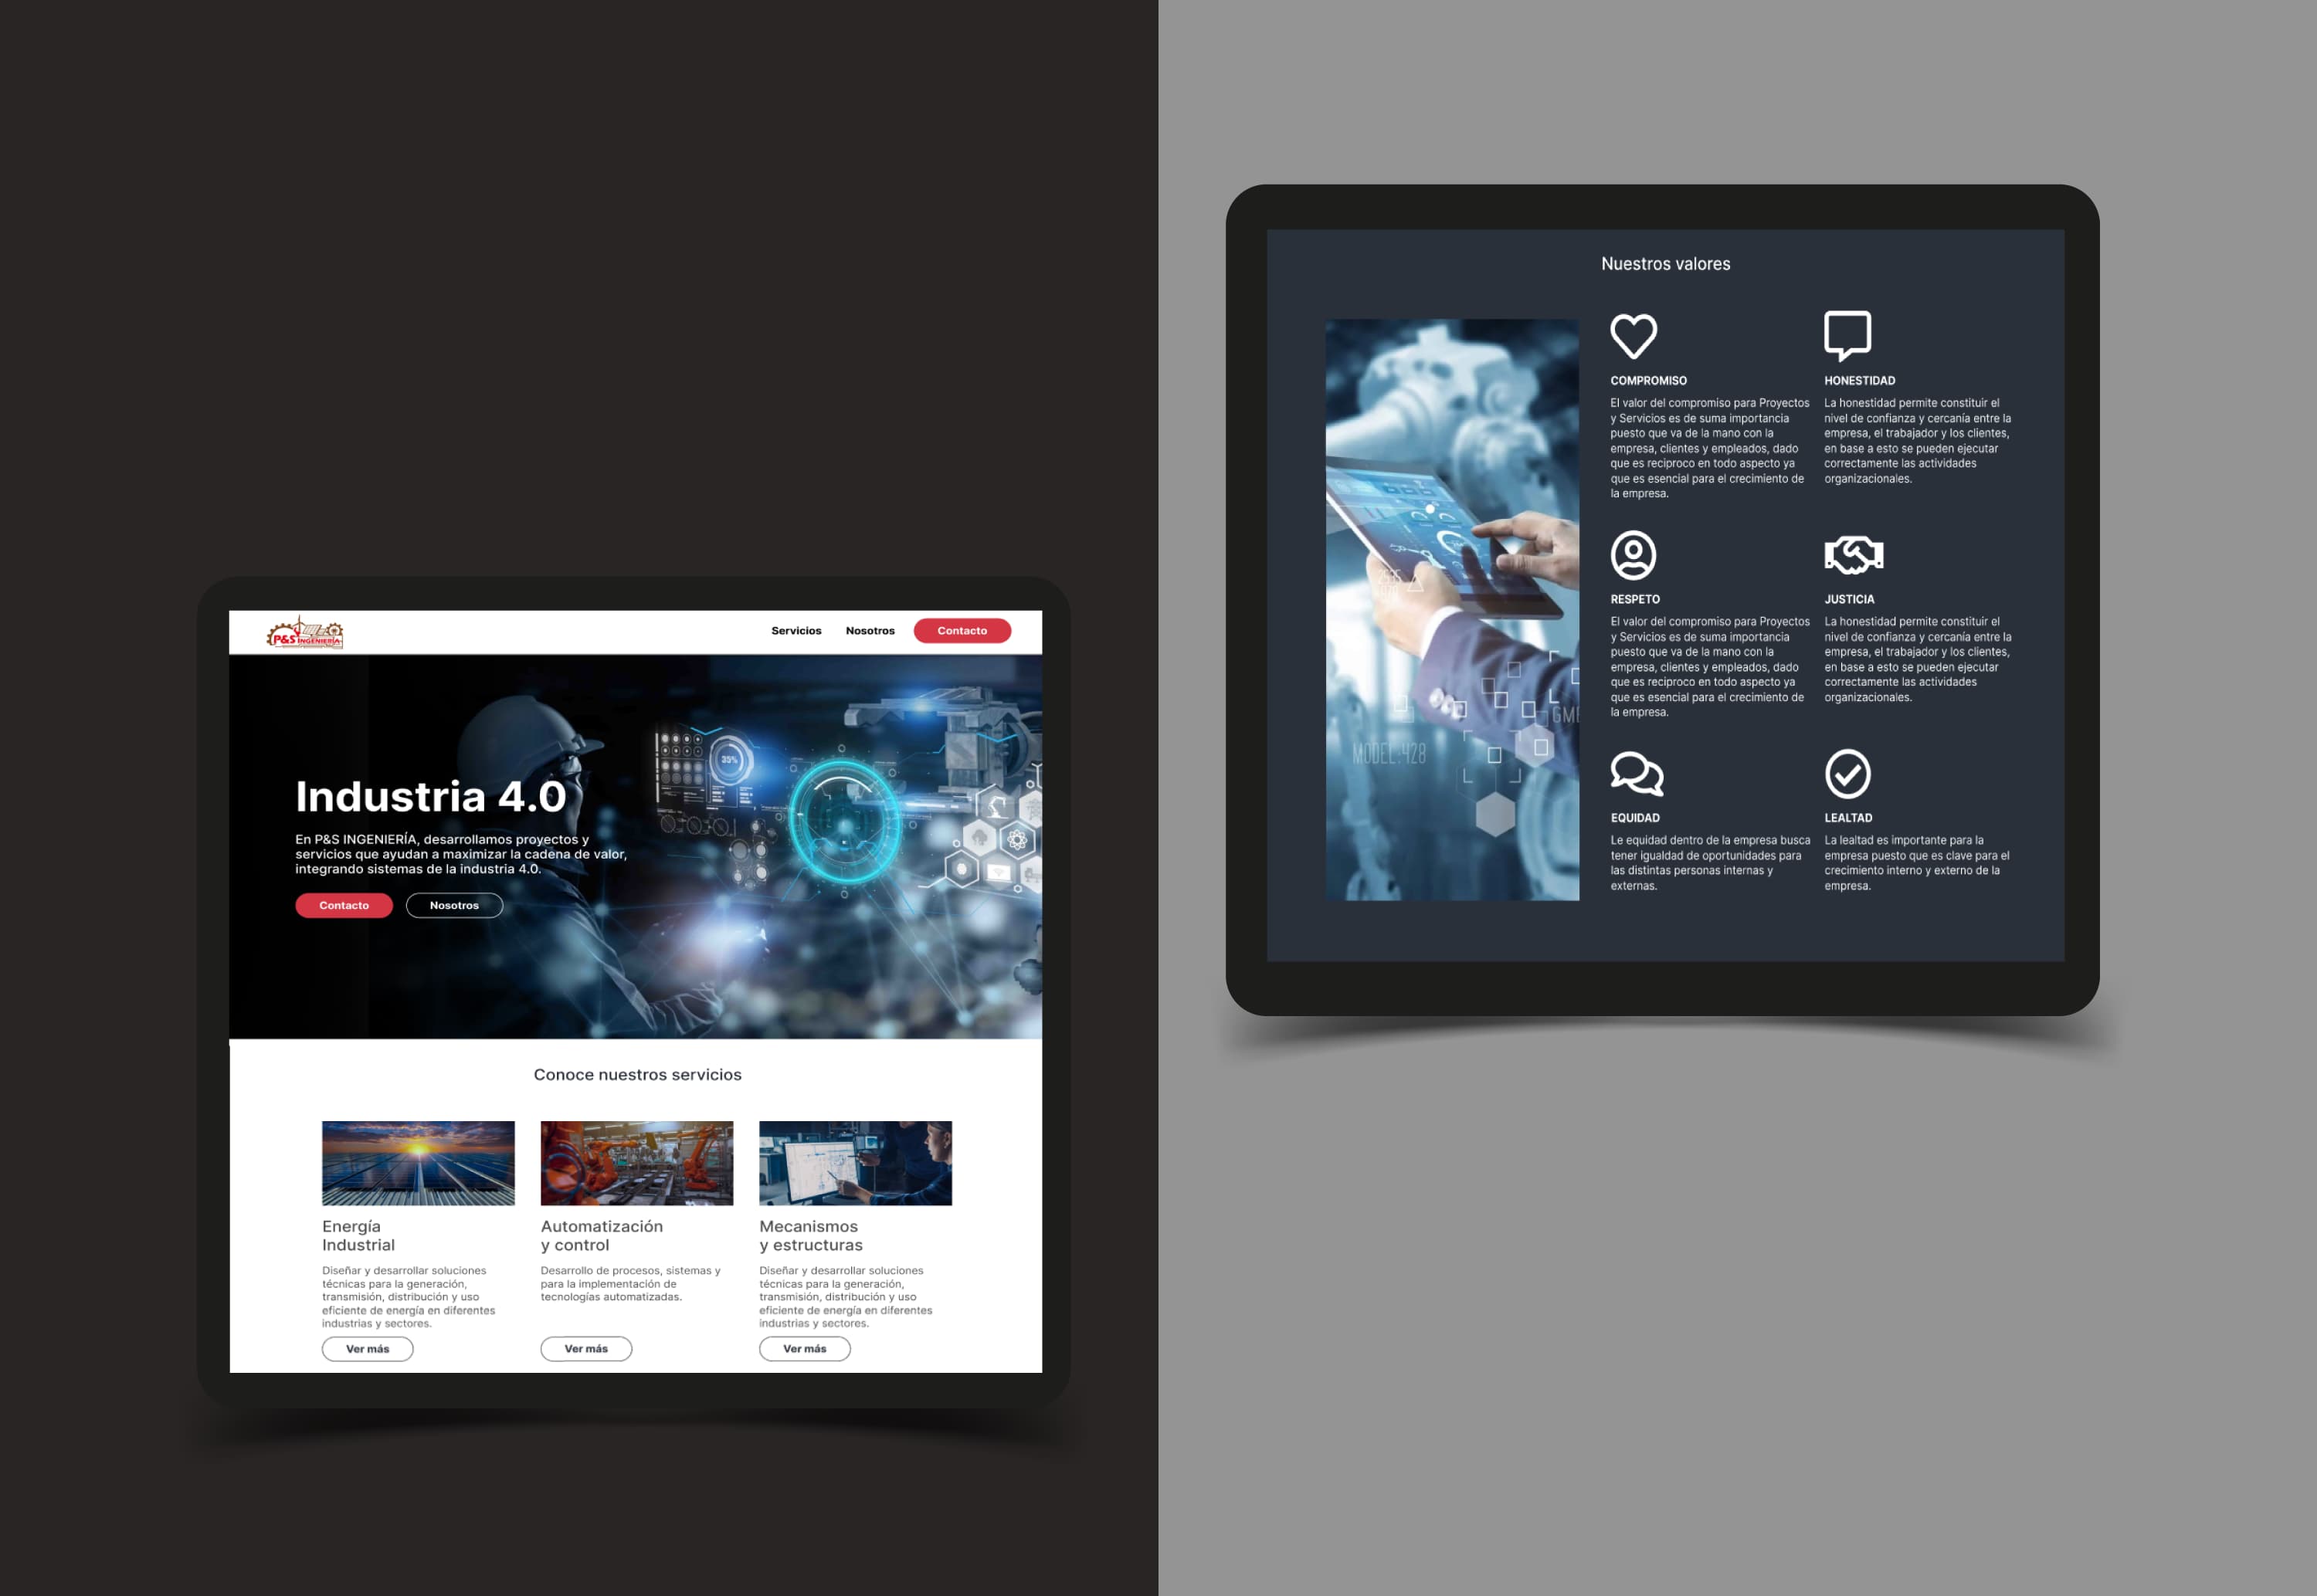 P&S INGENIERÍA
Servicios
Nosotros
Contacto
35%
Industria 4.0
En P&S INGENIERÍA, desarrollamos proyectos y
servicios que ayudan a maximizar la cadena de valor,
integrando sistemas de la industria 4.0.
Contacto
Nosotros
Conoce nuestros servicios
Energía
Industrial
Diseñar y desarrollar soluciones
técnicas para la generación,
transmisión, distribución y uso
eficiente de energía en diferentes
industrias y sectores.
Ver más
Automatización
y control
Desarrollo de procesos, sistemas y
para la implementación de
tecnologías automatizadas.
Ver más
Mecanismos
y estructuras
Diseñar y desarrollar soluciones
técnicas para la generación,
transmisión, distribución y uso
eficiente de energía en diferentes
industrias y sectores.
Ver más
Nuestros valores
MODEL:428
COMPROMISO
El valor del compromiso para Proyectos
y Servicios es de suma importancia
puesto que va de la mano con la
empresa, clientes y empleados, dado
que es reciproco en todo aspecto ya
que es esencial para el crecimiento de
la empresa.
HONESTIDAD
La honestidad permite constituir el
nivel de confianza y cercanía entre la
empresa, el trabajador y los clientes,
en base a esto se pueden ejecutar
correctamente las actividades
organizacionales.
RESPETO
El valor del compromiso para Proyectos
y Servicios es de suma importancia
puesto que va de la mano con la
empresa, clientes y empleados, dado
que es reciproco en todo aspecto ya
que es esencial para el crecimiento de
la empresa.
JUSTICIA
La honestidad permite constituir el
nivel de confianza y cercanía entre la
empresa, el trabajador y los clientes,
en base a esto se pueden ejecutar
correctamente las actividades
organizacionales.
EQUIDAD
Le equidad dentro de la empresa busca
tener igualdad de oportunidades para
las distintas personas internas y
externas.
LEALTAD
La lealtad es importante para la
empresa puesto que es clave para el
crecimiento interno y externo de la
empresa.